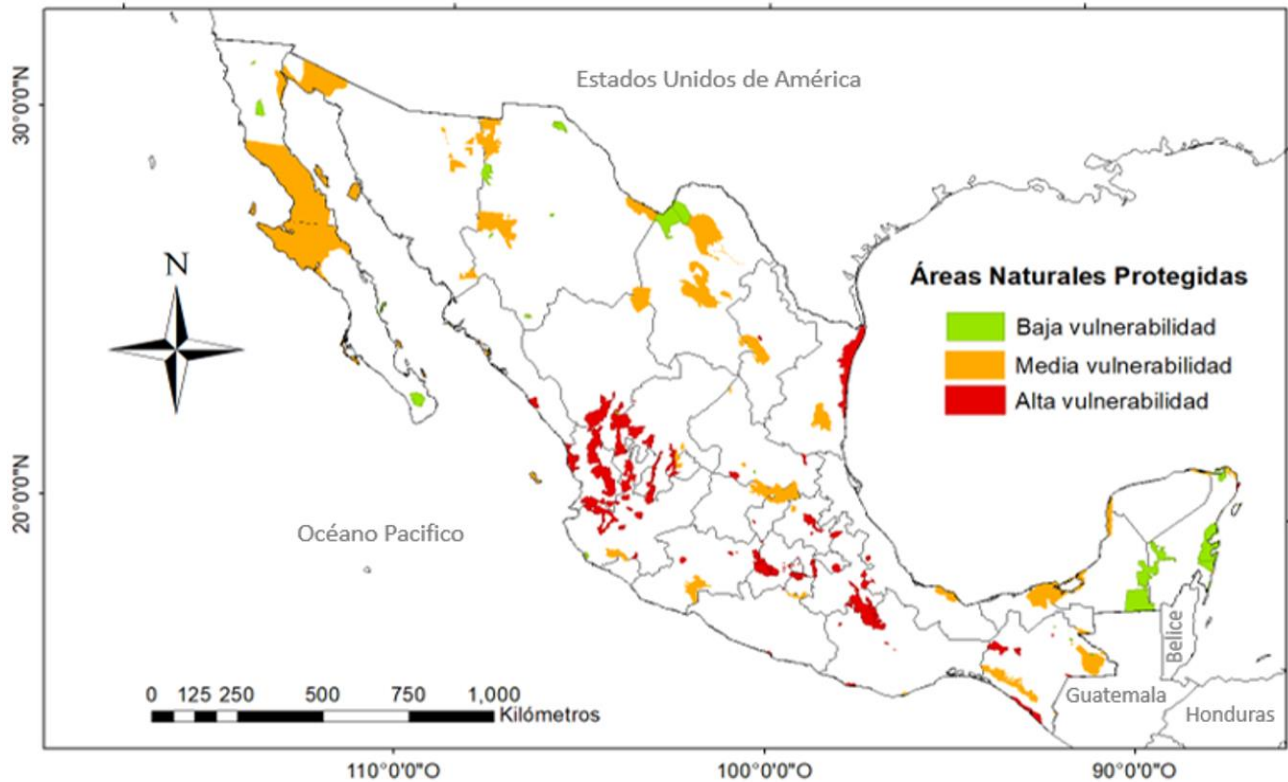 Estados Unidos de América
30°0'0"N
N
Áreas Naturales Protegidas
Baja vulnerabilidad
Media vulnerabilidad
Alta vulnerabilidad
20°0'0"N
Océano Pacifico
Belice
Guatemala
Honduras
0 125 250 500 750 1,000
Kilómetros
110°0'0"O 100°0'0"O 90°0'0"O